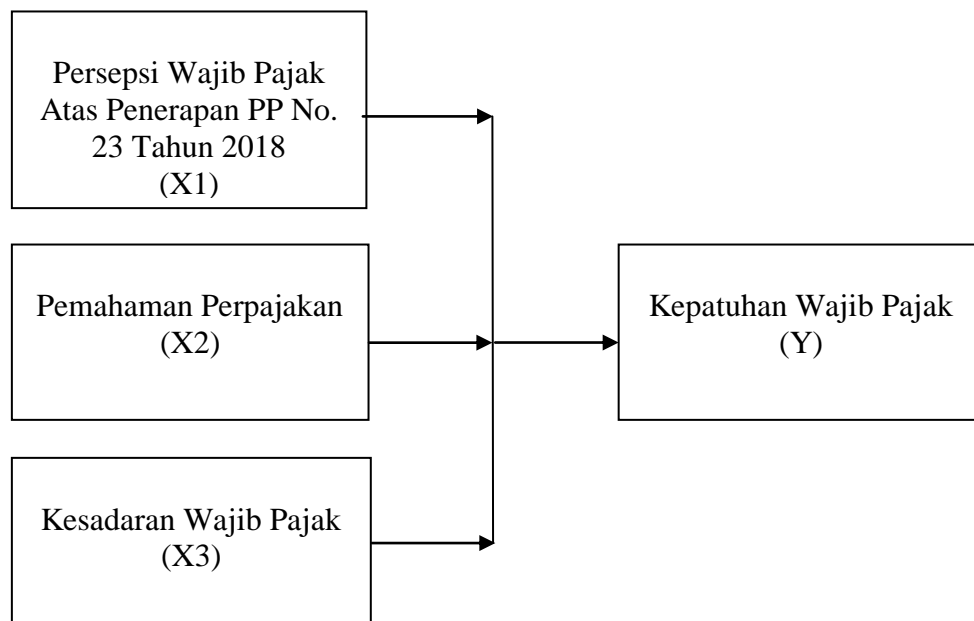 Persepsi Wajib Pajak
Atas Penerapan PP No.
23 Tahun 2018
(X1)
Pemahaman Perpajakan
(X2)
Kepatuhan Wajib Pajak
(Y)
Kesadaran Wajib Pajak
(X3)